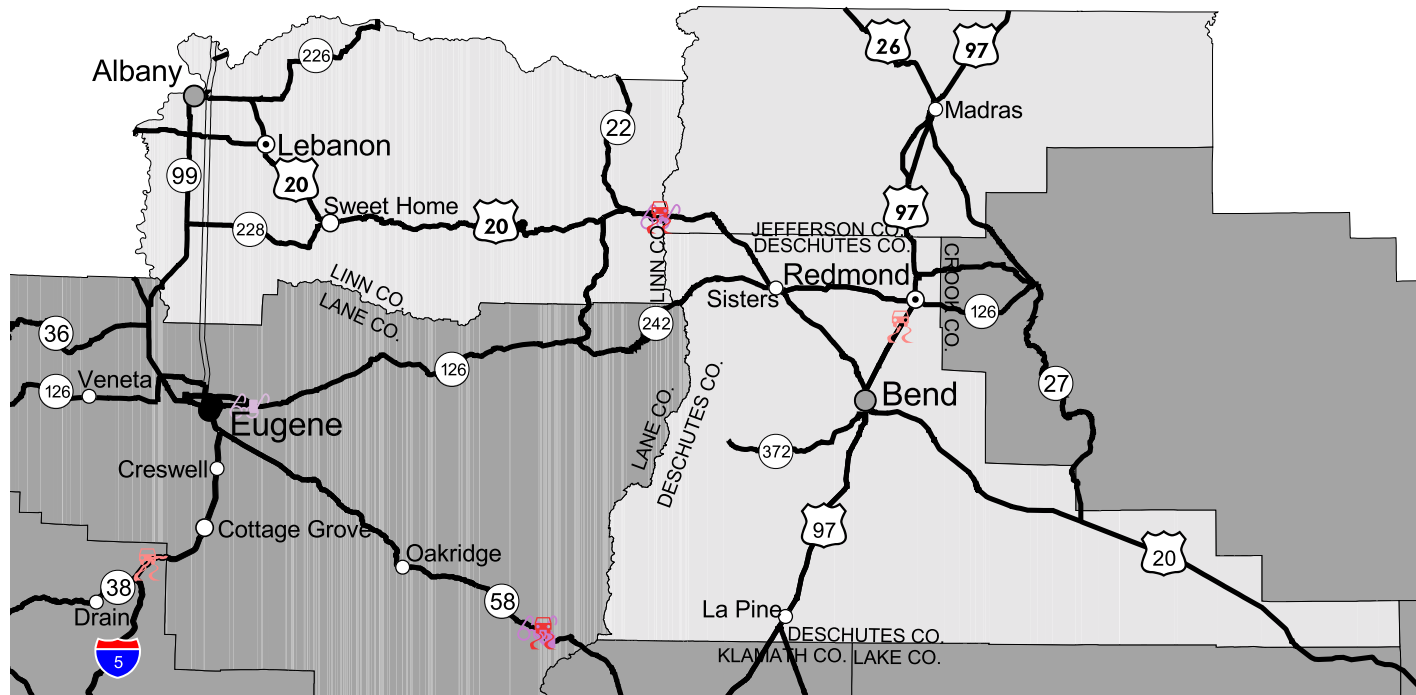 26
97
226
Albany
Madras
22
Lebanon
99
20
97
Sweet Home
20
228
JEFFERSON CO.
DESCHUTES CO.
LINN CO.
LINN CO.
LANE CO.
Redmond
CROOK CO.
Sisters
126
242
36
126
Veneta
126
27
Bend
Eugene
LANE CO.
DESCHUTES CO.
372
Creswell
Cottage Grove
97
Oakridge
20
38
58
Drain
La Pine
DESCHUTES CO.
KLAMATH CO.
LAKE CO.
5